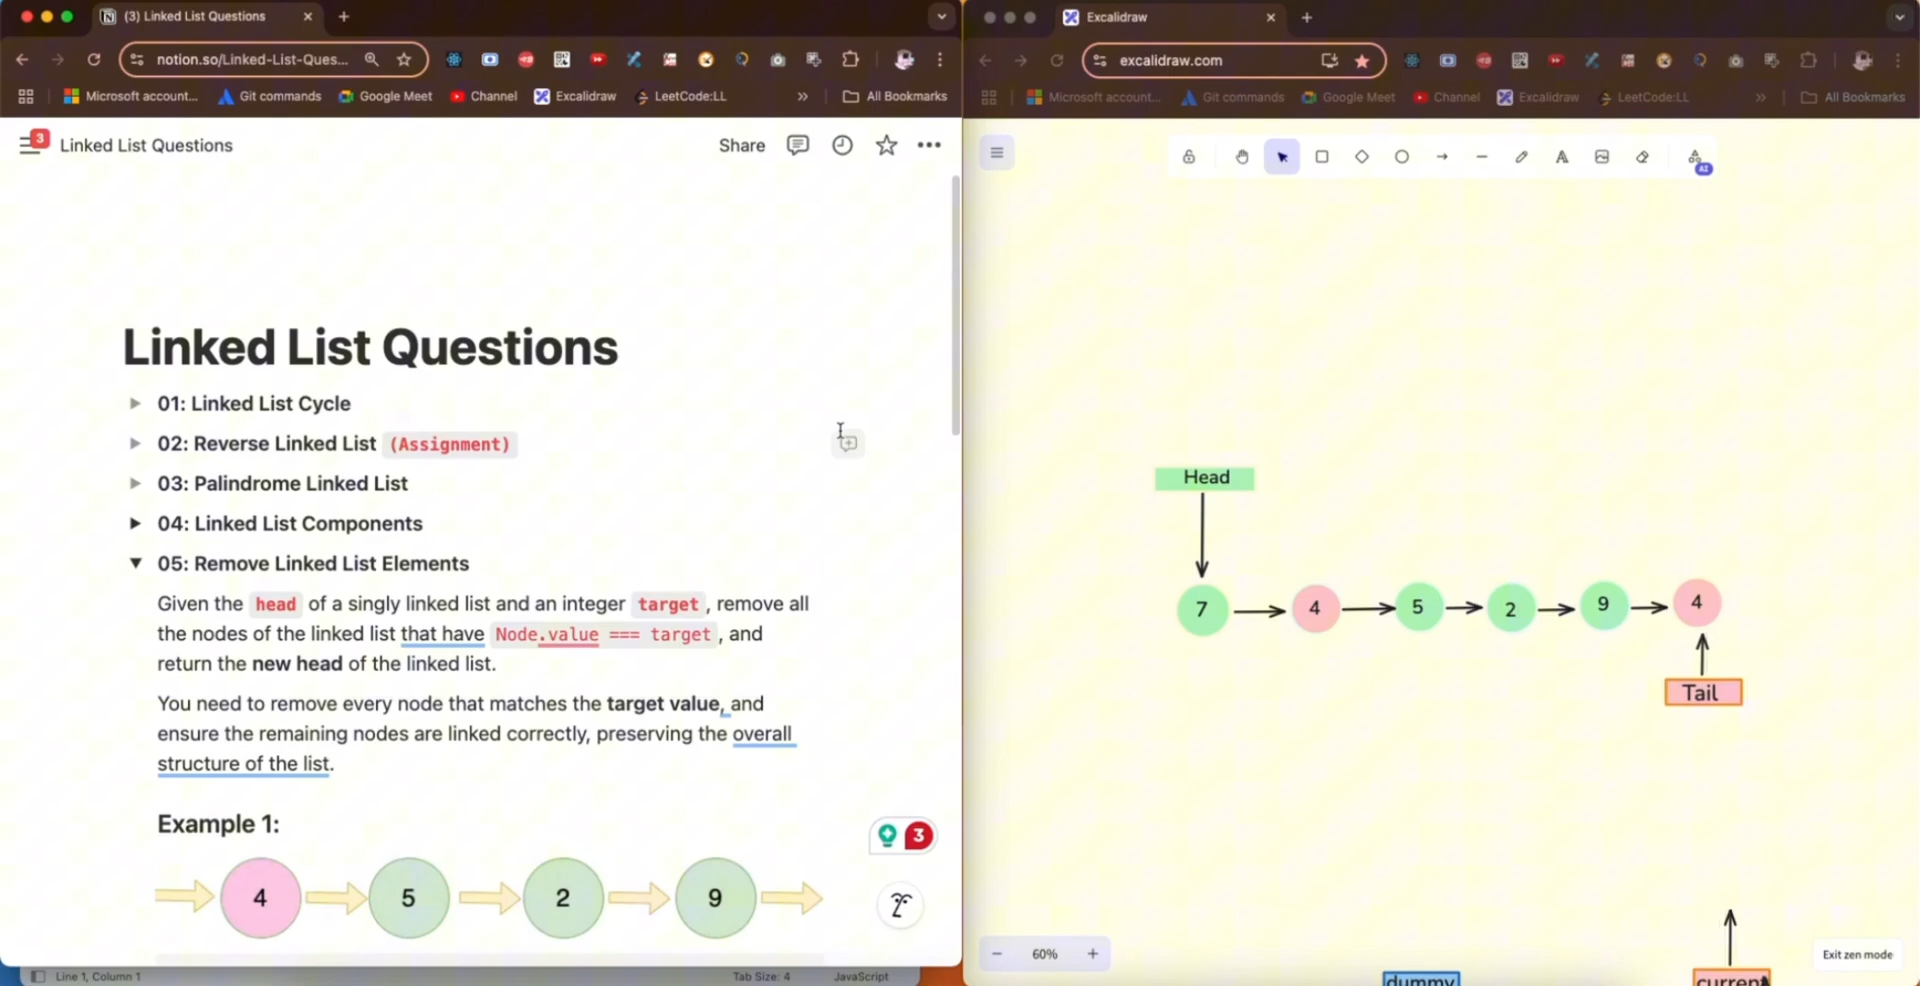 (3) Linked List Questions
notion.so/Linked-List-Ques...
Microsoft account...
Git commands
Google Meet
Channel
Excalidraw
LeetCode:LL
»
All Bookmarks
3
Linked List Questions
Share
Linked List Questions
01: Linked List Cycle
02: Reverse Linked List (Assignment)
03: Palindrome Linked List
04: Linked List Components
05: Remove Linked List Elements
Given the head of a singly linked list and an integer target, remove all
the nodes of the linked list that have Node.value === target, and
return the new head of the linked list.
You need to remove every node that matches the target value, and
ensure the remaining nodes are linked correctly, preserving the overall
structure of the list.
Example 1:
4
5
2
9
3
Line 1, Column 1
Tab Size: 4
JavaScript
Excalidraw
excalidraw.com
Microsoft account...
Git commands
Google Meet
Channel
Excalidraw
LeetCode:LL
»
All Bookmarks
AI
Head
7
4
5
2
9
4
Tail
60%
Exit zen mode
dummy
current